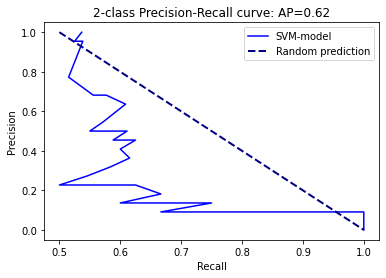 2-class Precision-Recall curve: AP=0.62
SVM-model
Random prediction
Precision
1.0
0.8
0.6
0.4
0.2
0.0
0.5 0.6 0.7 0.8 0.9 1.0
Recall